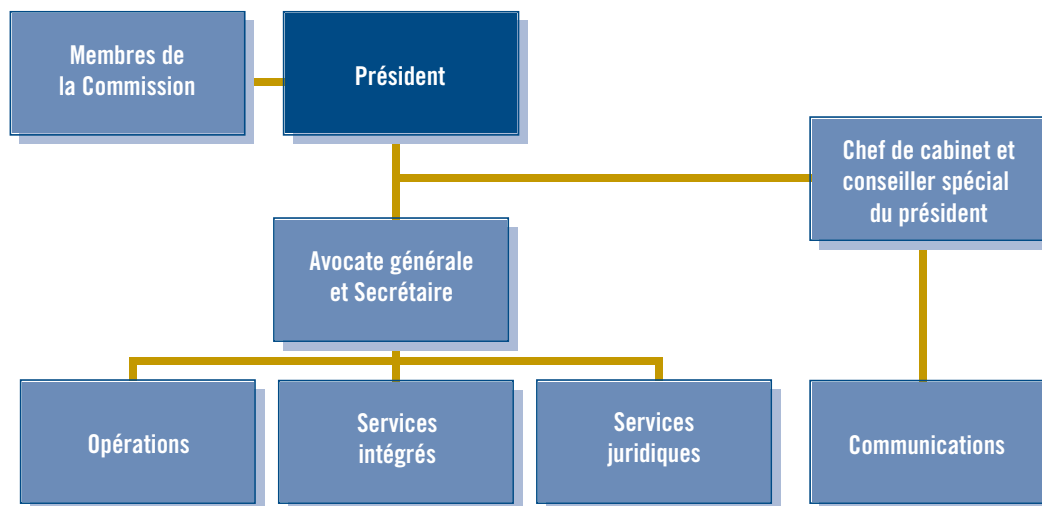 Membres de
la Commission
Président
Chef de cabinet et
conseiller spécial
du président
Avocate générale
et Secrétaire
Opérations
Services
intégrés
Services
juridiques
Communications